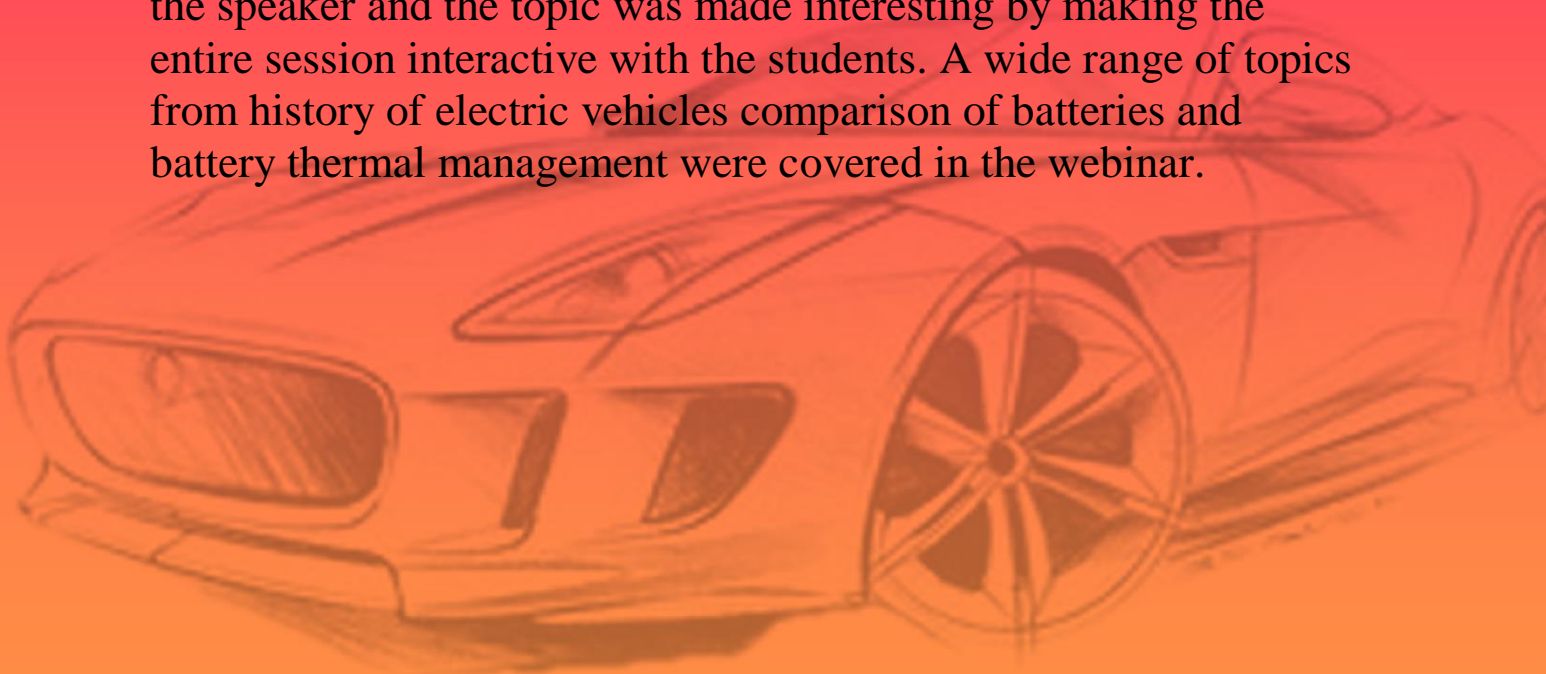 the speaker and the topic was made interesting by making the
entire session interactive with the students. A wide range of topics
from history of electric vehicles comparison of batteries and
battery thermal management were covered in the webinar.